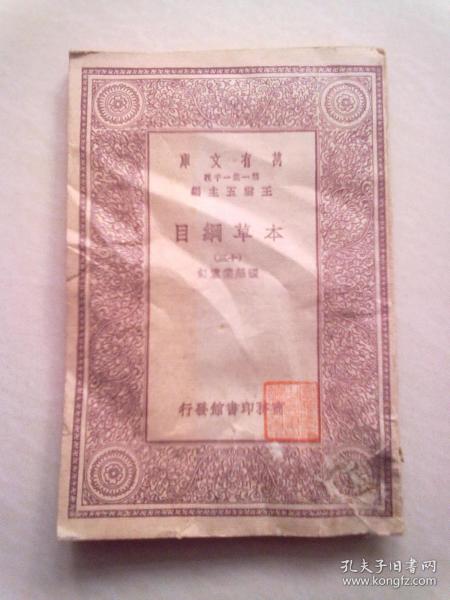 萬有文庫
第一集一千種
王雲五主編
本草綱目
商務印書館發行
孔夫子旧书网
www.kongfz.com